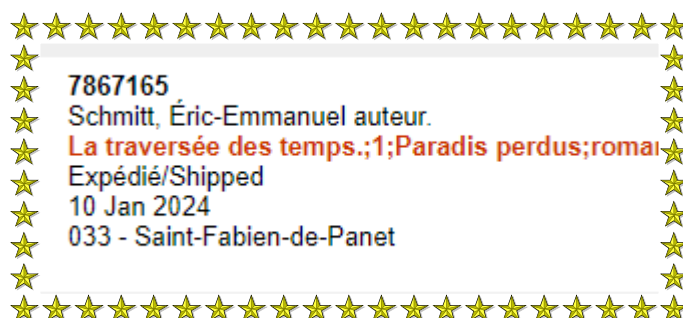 7867165
Schmitt, Éric-Emmanuel auteur.
La traversée des temps.;1;Paradis perdus;roman
Expédié/Shipped
10 Jan 2024
033 - Saint-Fabien-de-Panet